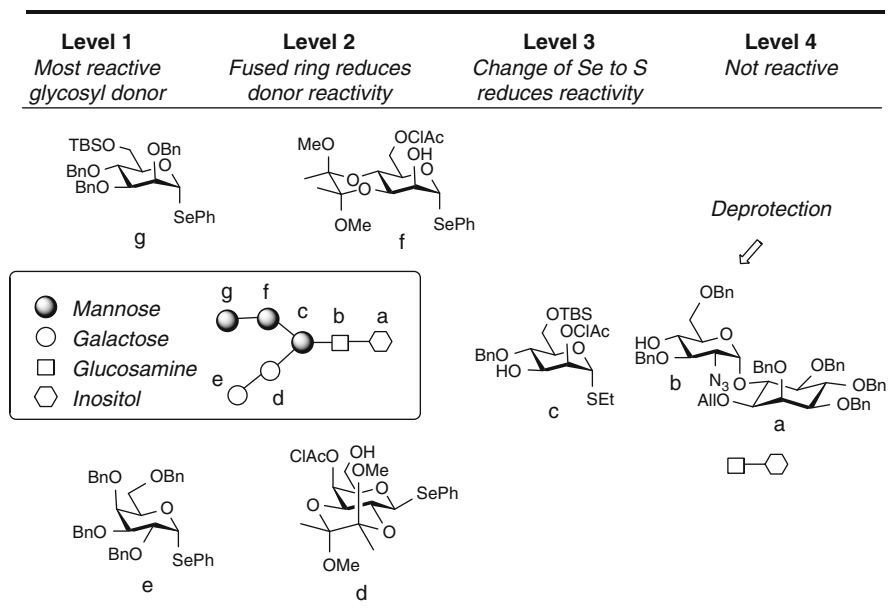 Level 1
Most reactive
glycosyl donor
Level 2
Fused ring reduces
donor reactivity
Level 3
Change of Se to S
reduces reactivity
Level 4
Not reactive
TBSO
OBn
BnO
BnO
SePh
g
OClAc
MeO
OH
O
O
O
OMe
SePh
f
Deprotection
Mannose
Galactose
Glucosamine
Inositol
g
f
c
b
a
e
d
OTBS
OClAc
BnO
O
HO
SEt
c
OBn
HO
O
BnO
b
N3
O
BnO
OBn
OBn
AllO
OBn
a
BnO
OBn
O
BnO
BnO
SePh
e
OH
ClAcO
OMe
O
SePh
O
O
OMe
d